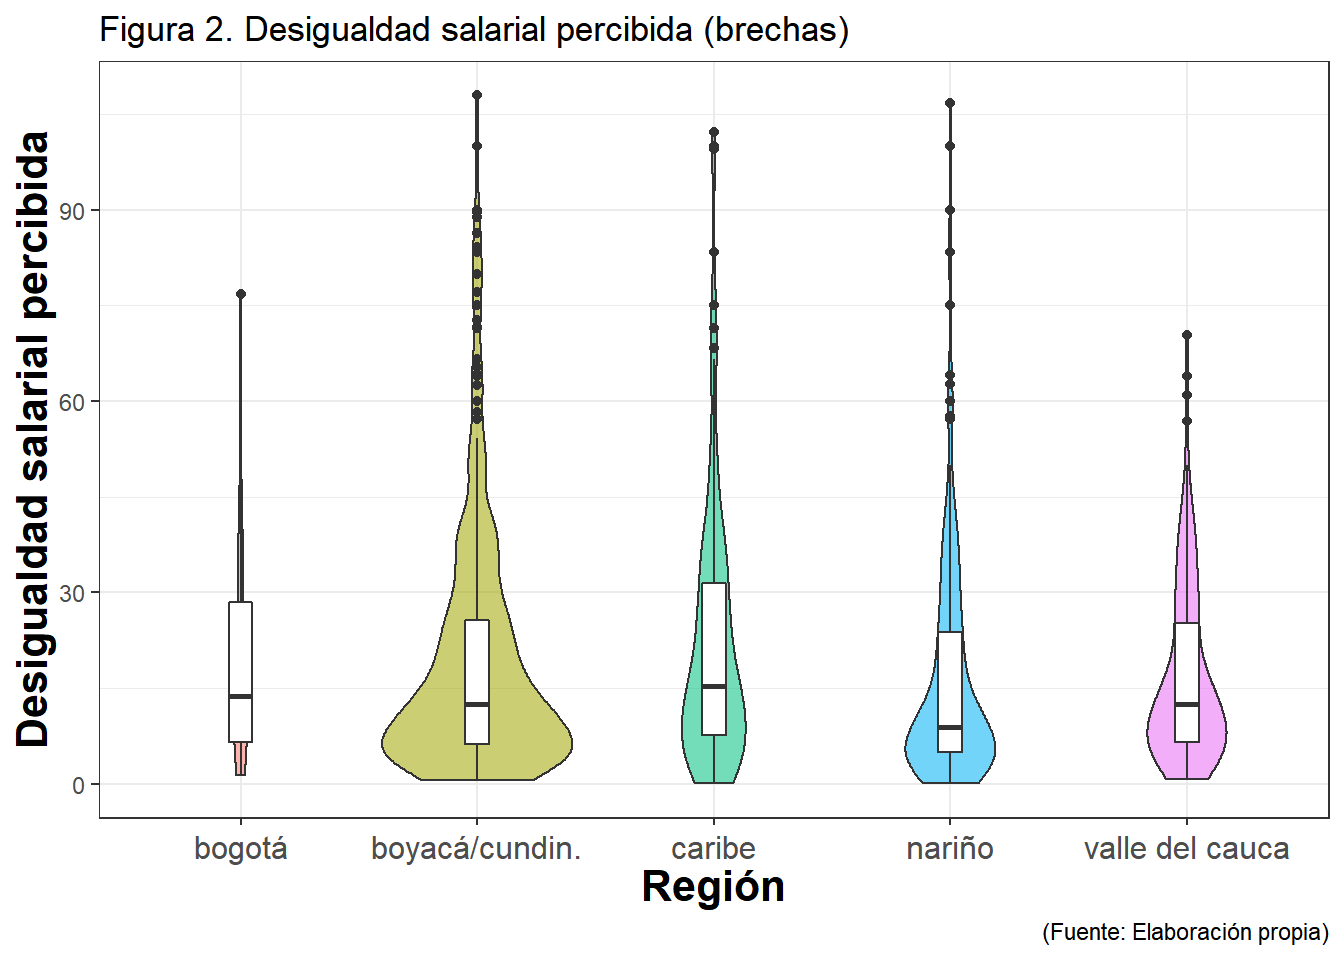 Figura 2. Desigualdad salarial percibida (brechas)
Desigualdad salarial percibida
90
60
30
0
bogotá
boyacá/cundin.
caribe
nariño
valle del cauca
Región
(Fuente: Elaboración propia)